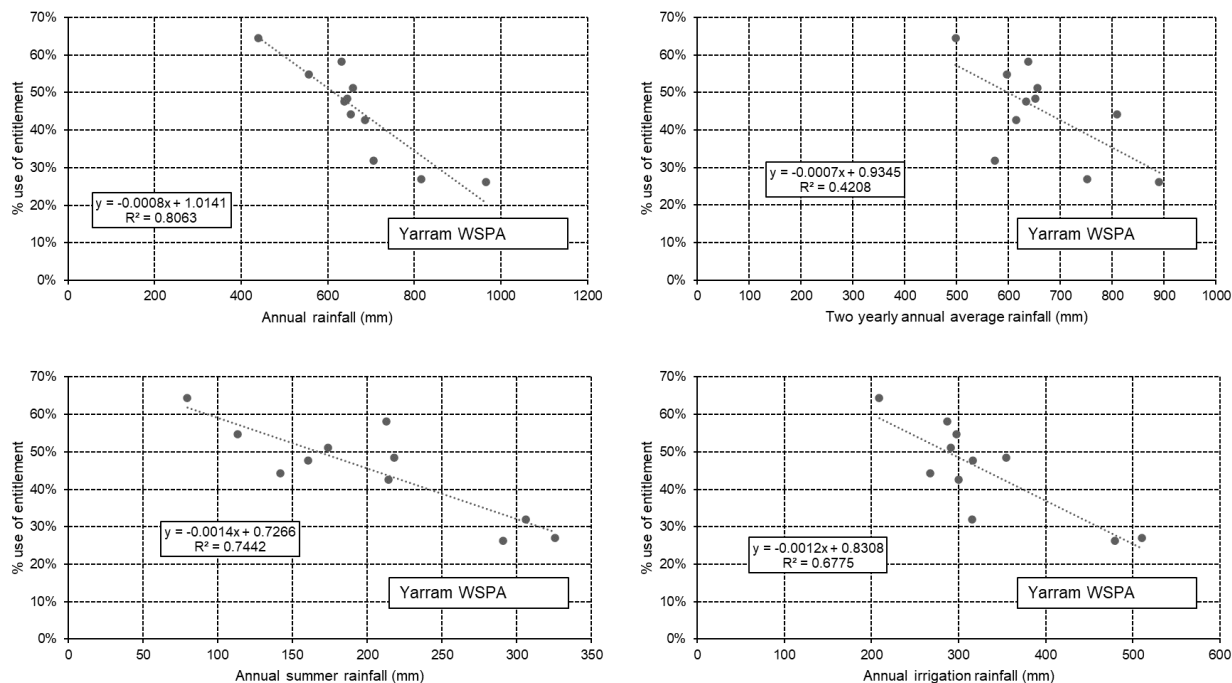 % use of entitlement
70%
60%
50%
40%
30%
20%
10%
0%
y = -0.0008x + 1.0141
R² = 0.8063
Yarram WSPA
0 200 400 600 800 1000 1200
Annual rainfall (mm)
% use of entitlement
70%
60%
50%
40%
30%
20%
10%
0%
y = -0.0007x + 0.9345
R² = 0.4208
Yarram WSPA
0 100 200 300 400 500 600 700 800 900 1000
Two yearly annual average rainfall (mm)
% use of entitlement
70%
60%
50%
40%
30%
20%
10%
0%
y = -0.0014x + 0.7266
R² = 0.7442
Yarram WSPA
0 50 100 150 200 250 300 350
Annual summer rainfall (mm)
% use of entitlement
70%
60%
50%
40%
30%
20%
10%
0%
y = -0.0012x + 0.8308
R² = 0.6775
Yarram WSPA
0 100 200 300 400 500 600
Annual irrigation rainfall (mm)